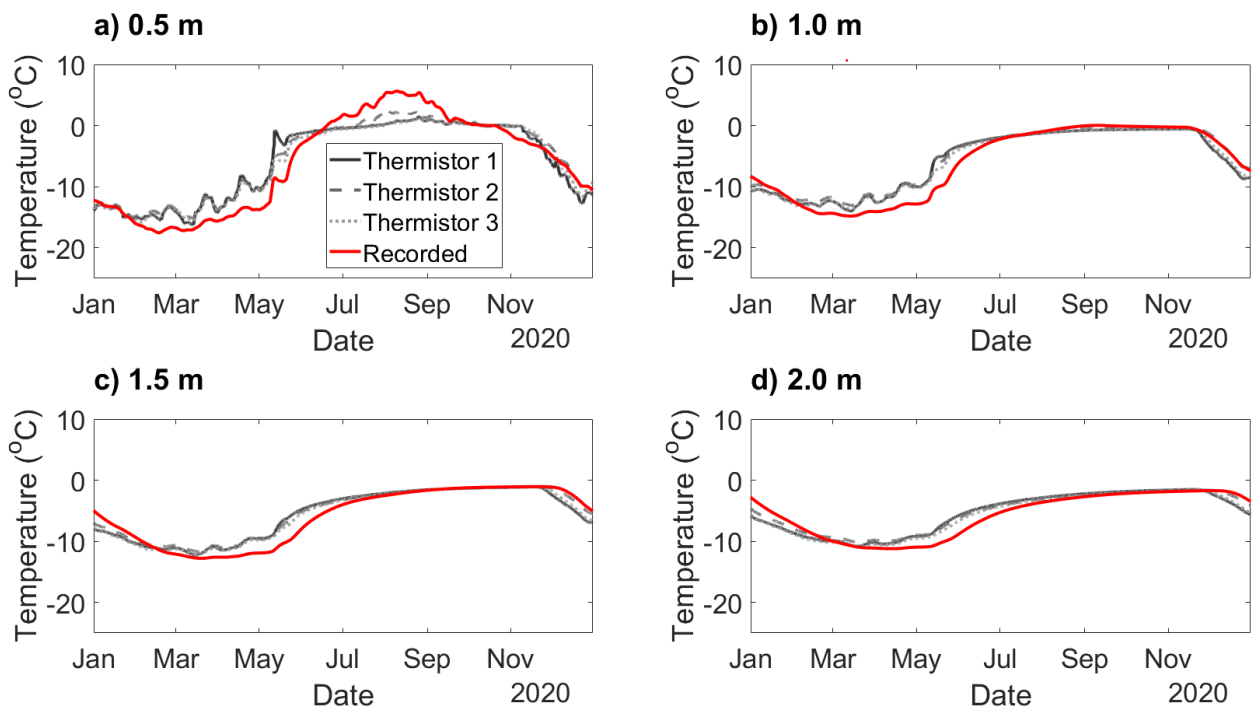 a) 0.5 m
Temperature (°C)
10
0
-10
-20
Jan Mar May Jul Sep Nov
2020
Date
Thermistor 1
Thermistor 2
Thermistor 3
Recorded
b) 1.0 m
Temperature (°C)
10
0
-10
-20
Jan Mar May Jul Sep Nov
2020
Date
c) 1.5 m
Temperature (°C)
10
0
-10
-20
Jan Mar May Jul Sep Nov
2020
Date
d) 2.0 m
Temperature (°C)
10
0
-10
-20
Jan Mar May Jul Sep Nov
2020
Date